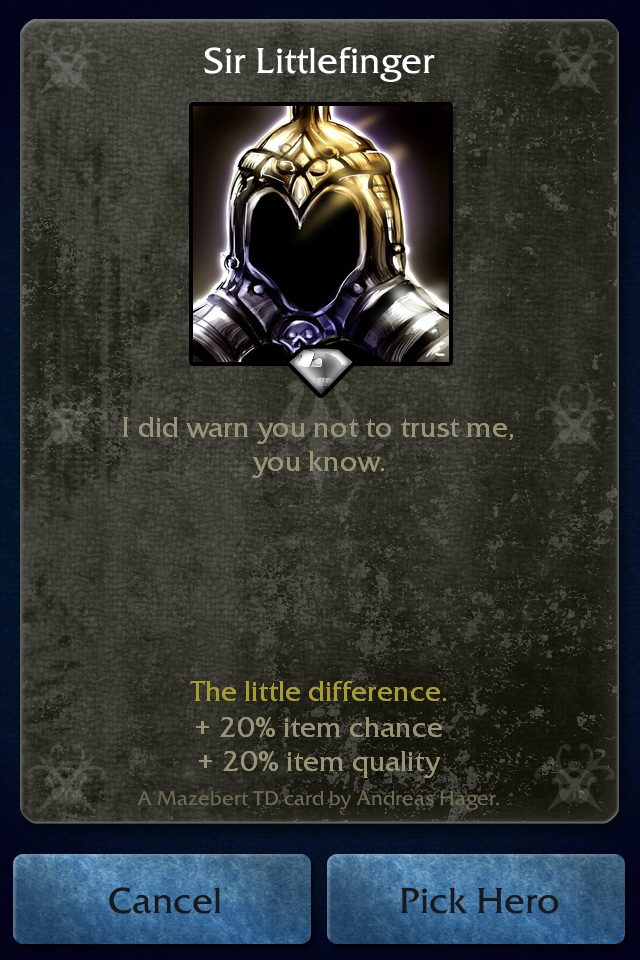 Sir Littlefinger
I did warn you not to trust me,
you know.
The little difference.
+ 20% item chance
+ 20% item quality
A Mazebert TD card by Andreas Hager.
Cancel
Pick Hero